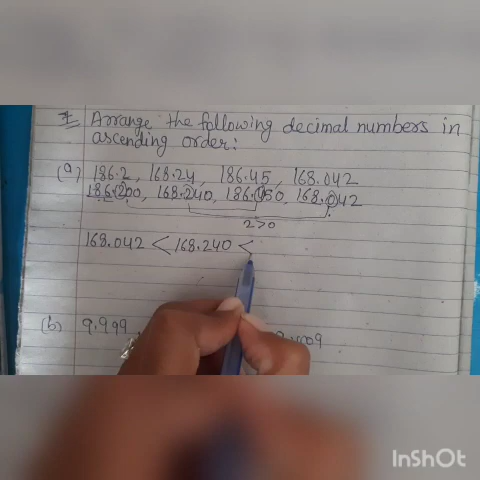 * Arrange the following decimal numbers in
ascending order:
(a) 186.2, 168.24, 186.45, 168.042
186.200, 168.240, 186.450, 168.042
2>0
168.042 < 168.240 <
(b) 9.999
InShOt